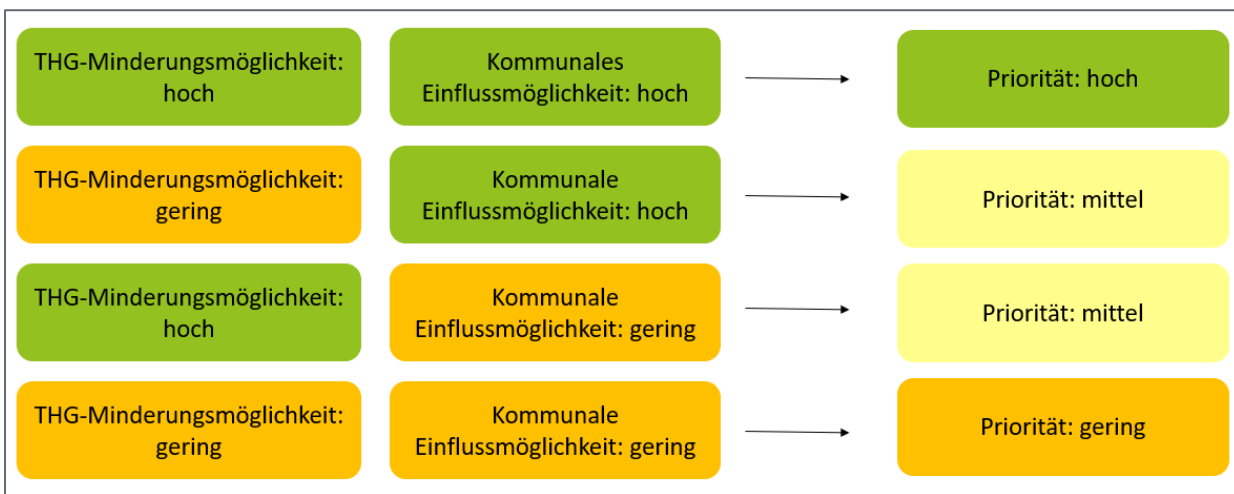 THG-Minderungsmöglichkeit:
hoch
Kommunales
Einflussmöglichkeit: hoch
Priorität: hoch
THG-Minderungsmöglichkeit:
gering
Kommunale
Einflussmöglichkeit: hoch
Priorität: mittel
THG-Minderungsmöglichkeit:
hoch
Kommunale
Einflussmöglichkeit: gering
Priorität: mittel
THG-Minderungsmöglichkeit:
gering
Kommunale
Einflussmöglichkeit: gering
Priorität: gering